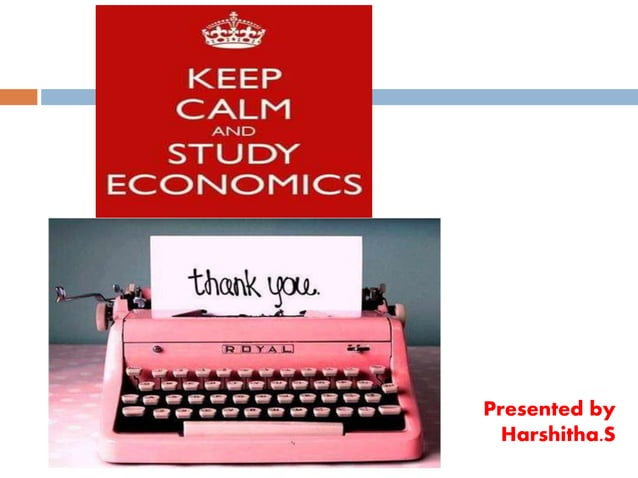 KEEP
CALM
AND
STUDY
ECONOMICS
thank you.
ROYAL
Presented by
Harshitha.S